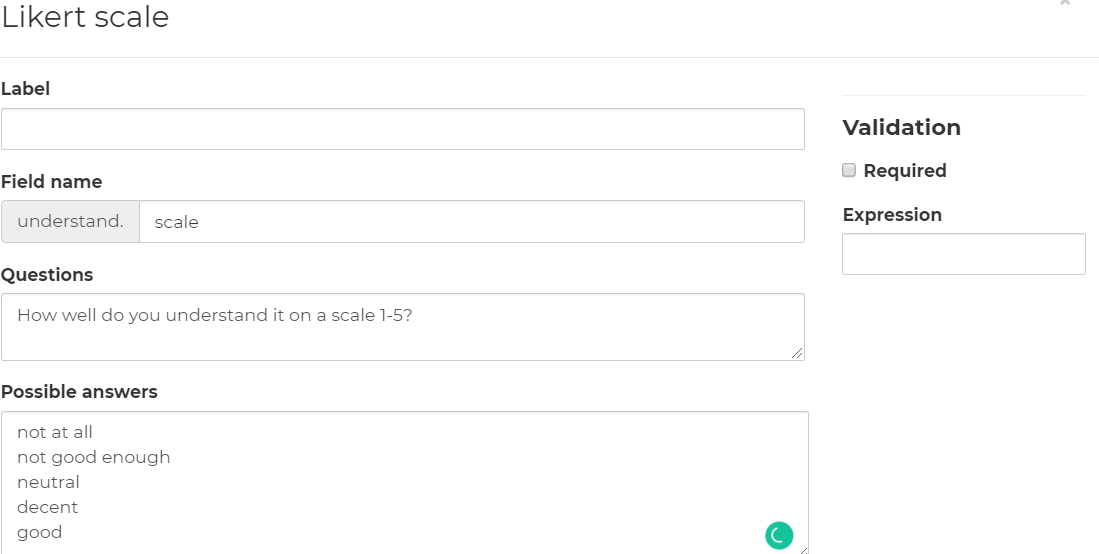 Likert scale
Label
Field name
understand. scale
Questions
How well do you understand it on a scale 1-5?
Possible answers
not at all
not good enough
neutral
decent
good
Validation
Required
Expression